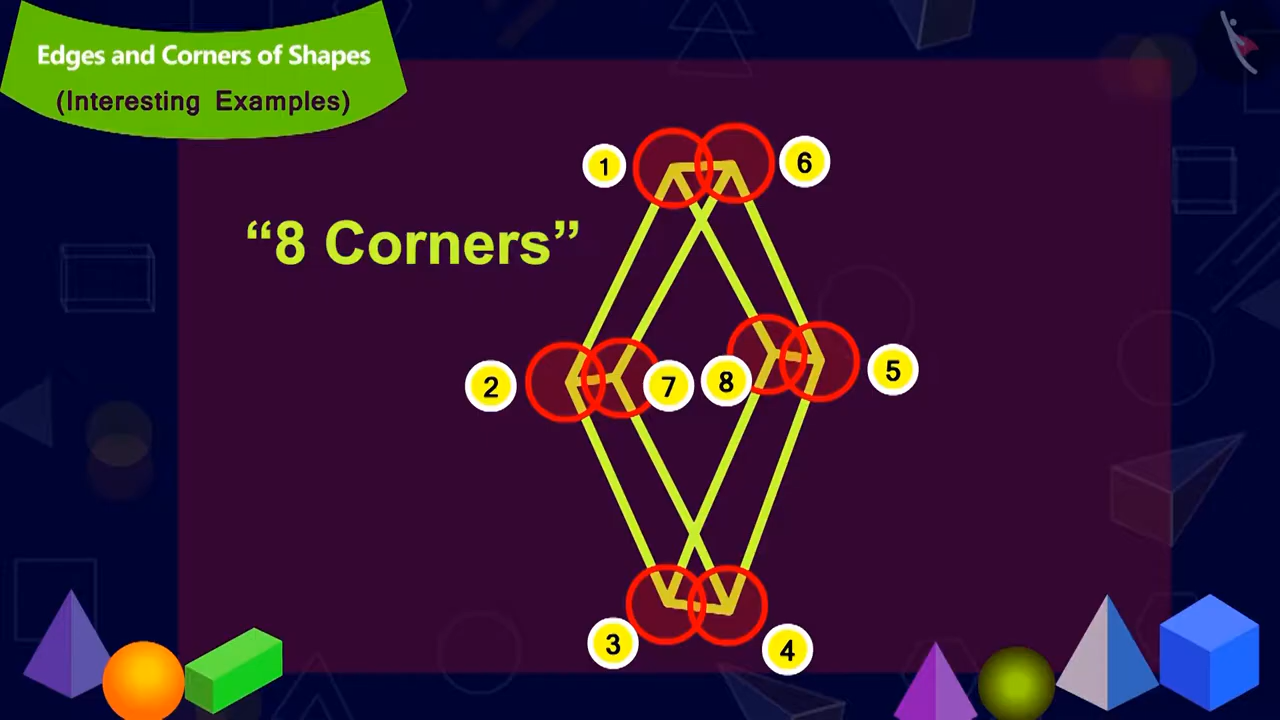 Edges and Corners of Shapes
(Interesting Examples)
1
6
“8 Corners”
2
7
8
5
3
4